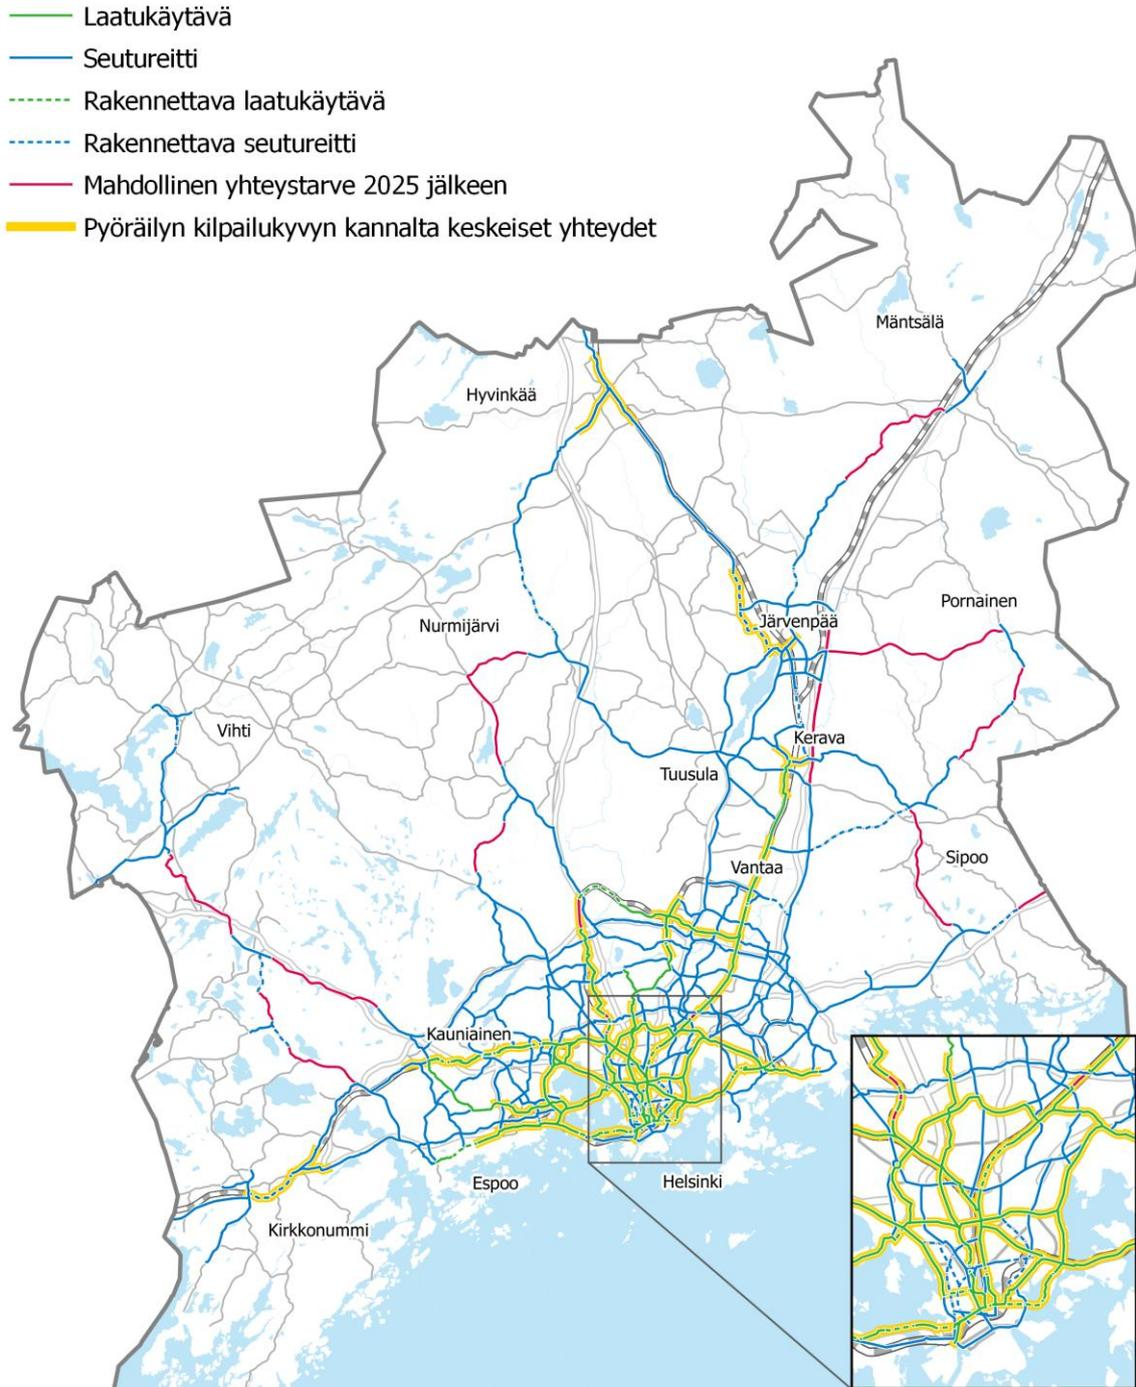 Laatukäytävä
Seutureitti
Rakennettava laatukäytävä
Rakennettava seutureitti
Mahdollinen yhteystarve 2025 jälkeen
Pyöräilyn kilpailukyvyn kannalta keskeiset yhteydet
Mäntsälä
Hyvinkää
Pornainen
Järvenpää
Nurmijärvi
Vihti
Kerava
Tuusula
Sipoo
Vantaa
Kauniainen
Espoo
Helsinki
Kirkkonummi